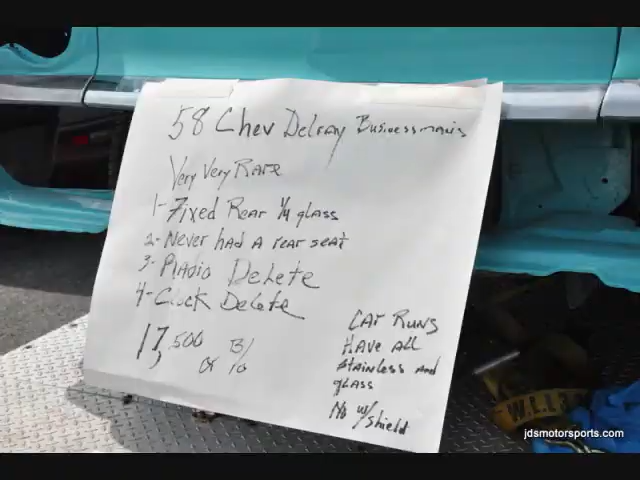 58 Chev Delray Businessman's
Very Very Rare
1- Fixed Rear 1/4 glass
2- Never had a rear seat
3- Radio Delete
4- Clock Delete
17,500 or B/o
Car Runs
Have all
stainless and
glass
No w/shield
W.L.L.
jdsmotorsports.com